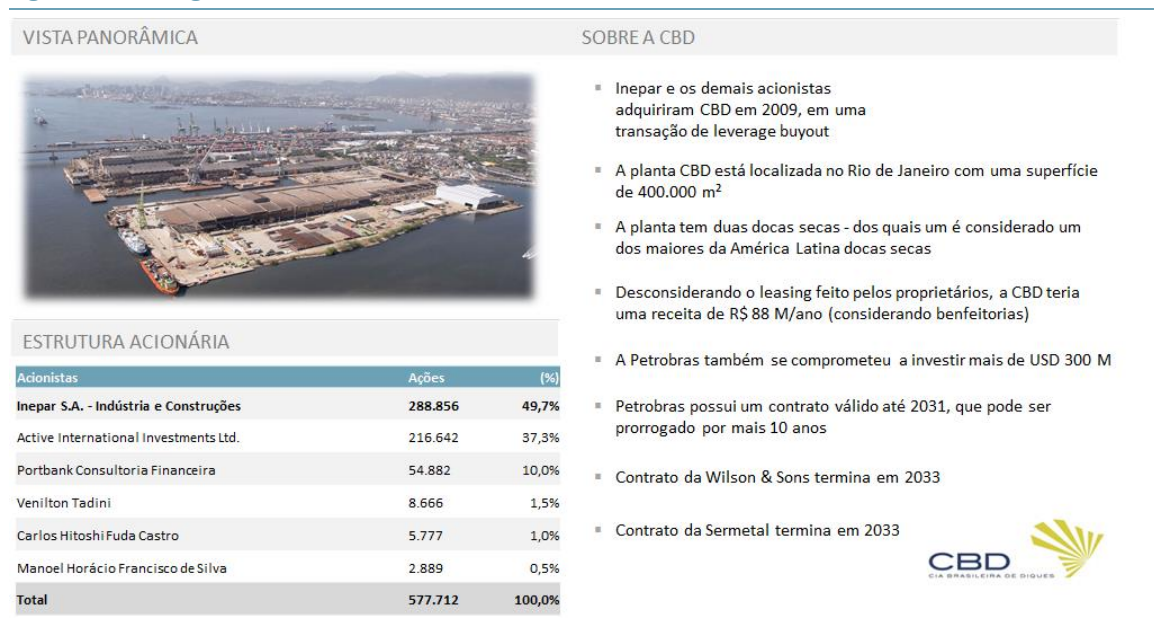 VISTA PANORÂMICA
ESTRUTURA ACIONÁRIA
Acionistas Ações (%)
Inepar S.A. - Indústria e Construções 288.856 49,7%
Active International Investments Ltd. 216.642 37,3%
Portbank Consultoria Financeira 54.882 10,0%
Venilton Tadini 8.666 1,5%
Carlos Hitoshi Fuda Castro 5.777 1,0%
Manoel Horácio Francisco de Silva 2.889 0,5%
Total 577.712 100,0%
SOBRE A CBD
Inepar e os demais acionistas
adquiriram CBD em 2009, em uma
transação de leverage buyout
A planta CBD está localizada no Rio de Janeiro com uma superfície
de 400.000 m²
A planta tem duas docas secas - dos quais um é considerado um
dos maiores da América Latina docas secas
Desconsiderando o leasing feito pelos proprietários, a CBD teria
uma receita de R$ 88 M/ano (considerando benfeitorias)
A Petrobras também se comprometeu a investir mais de USD 300 M
Petrobras possui um contrato válido até 2031, que pode ser
prorrogado por mais 10 anos
Contrato da Wilson & Sons termina em 2033
Contrato da Sermetal termina em 2033
CBD
CIA BRASILEIRA DE DIQUES